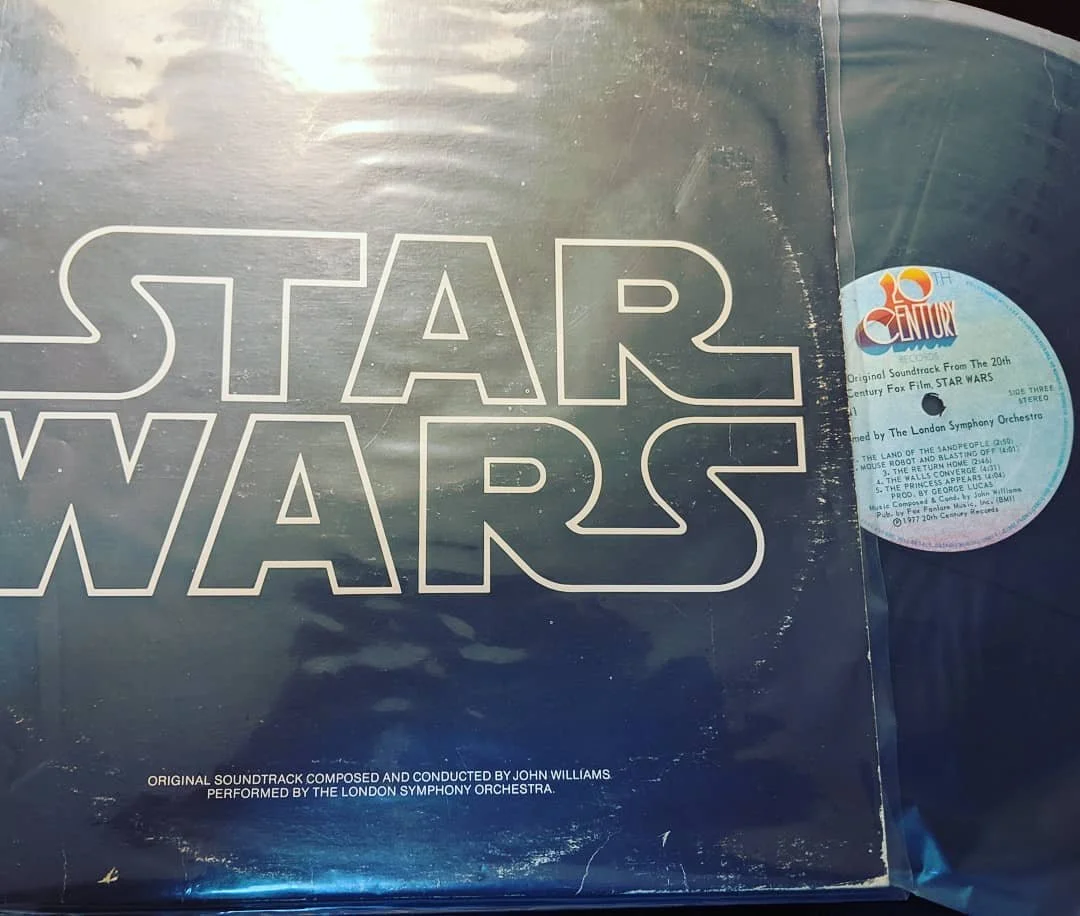 STAR
WARS
ORIGINAL SOUNDTRACK COMPOSED AND CONDUCTED BY JOHN WILLIAMS.
PERFORMED BY THE LONDON SYMPHONY ORCHESTRA.
20TH
CENTURY
RECORDS
Original Soundtrack From The 20th
Century Fox Film, STAR WARS
SIDE THREE
STEREO
med by The London Symphony Orchestra
THE LAND OF THE SANDPEOPLE (2:50)
MOUSE ROBOT AND BLASTING OFF (4:01)
3. THE RETURN HOME (2:46)
4. THE WALLS CONVERGE (4:31)
5. THE PRINCESS APPEARS (4:04)
PROD. BY GEORGE LUCAS
Music Composed & Cond. by John Williams
Pub. by Fox Fanfare Music, Inc. (BMI)
℗ 1977 20th Century Records